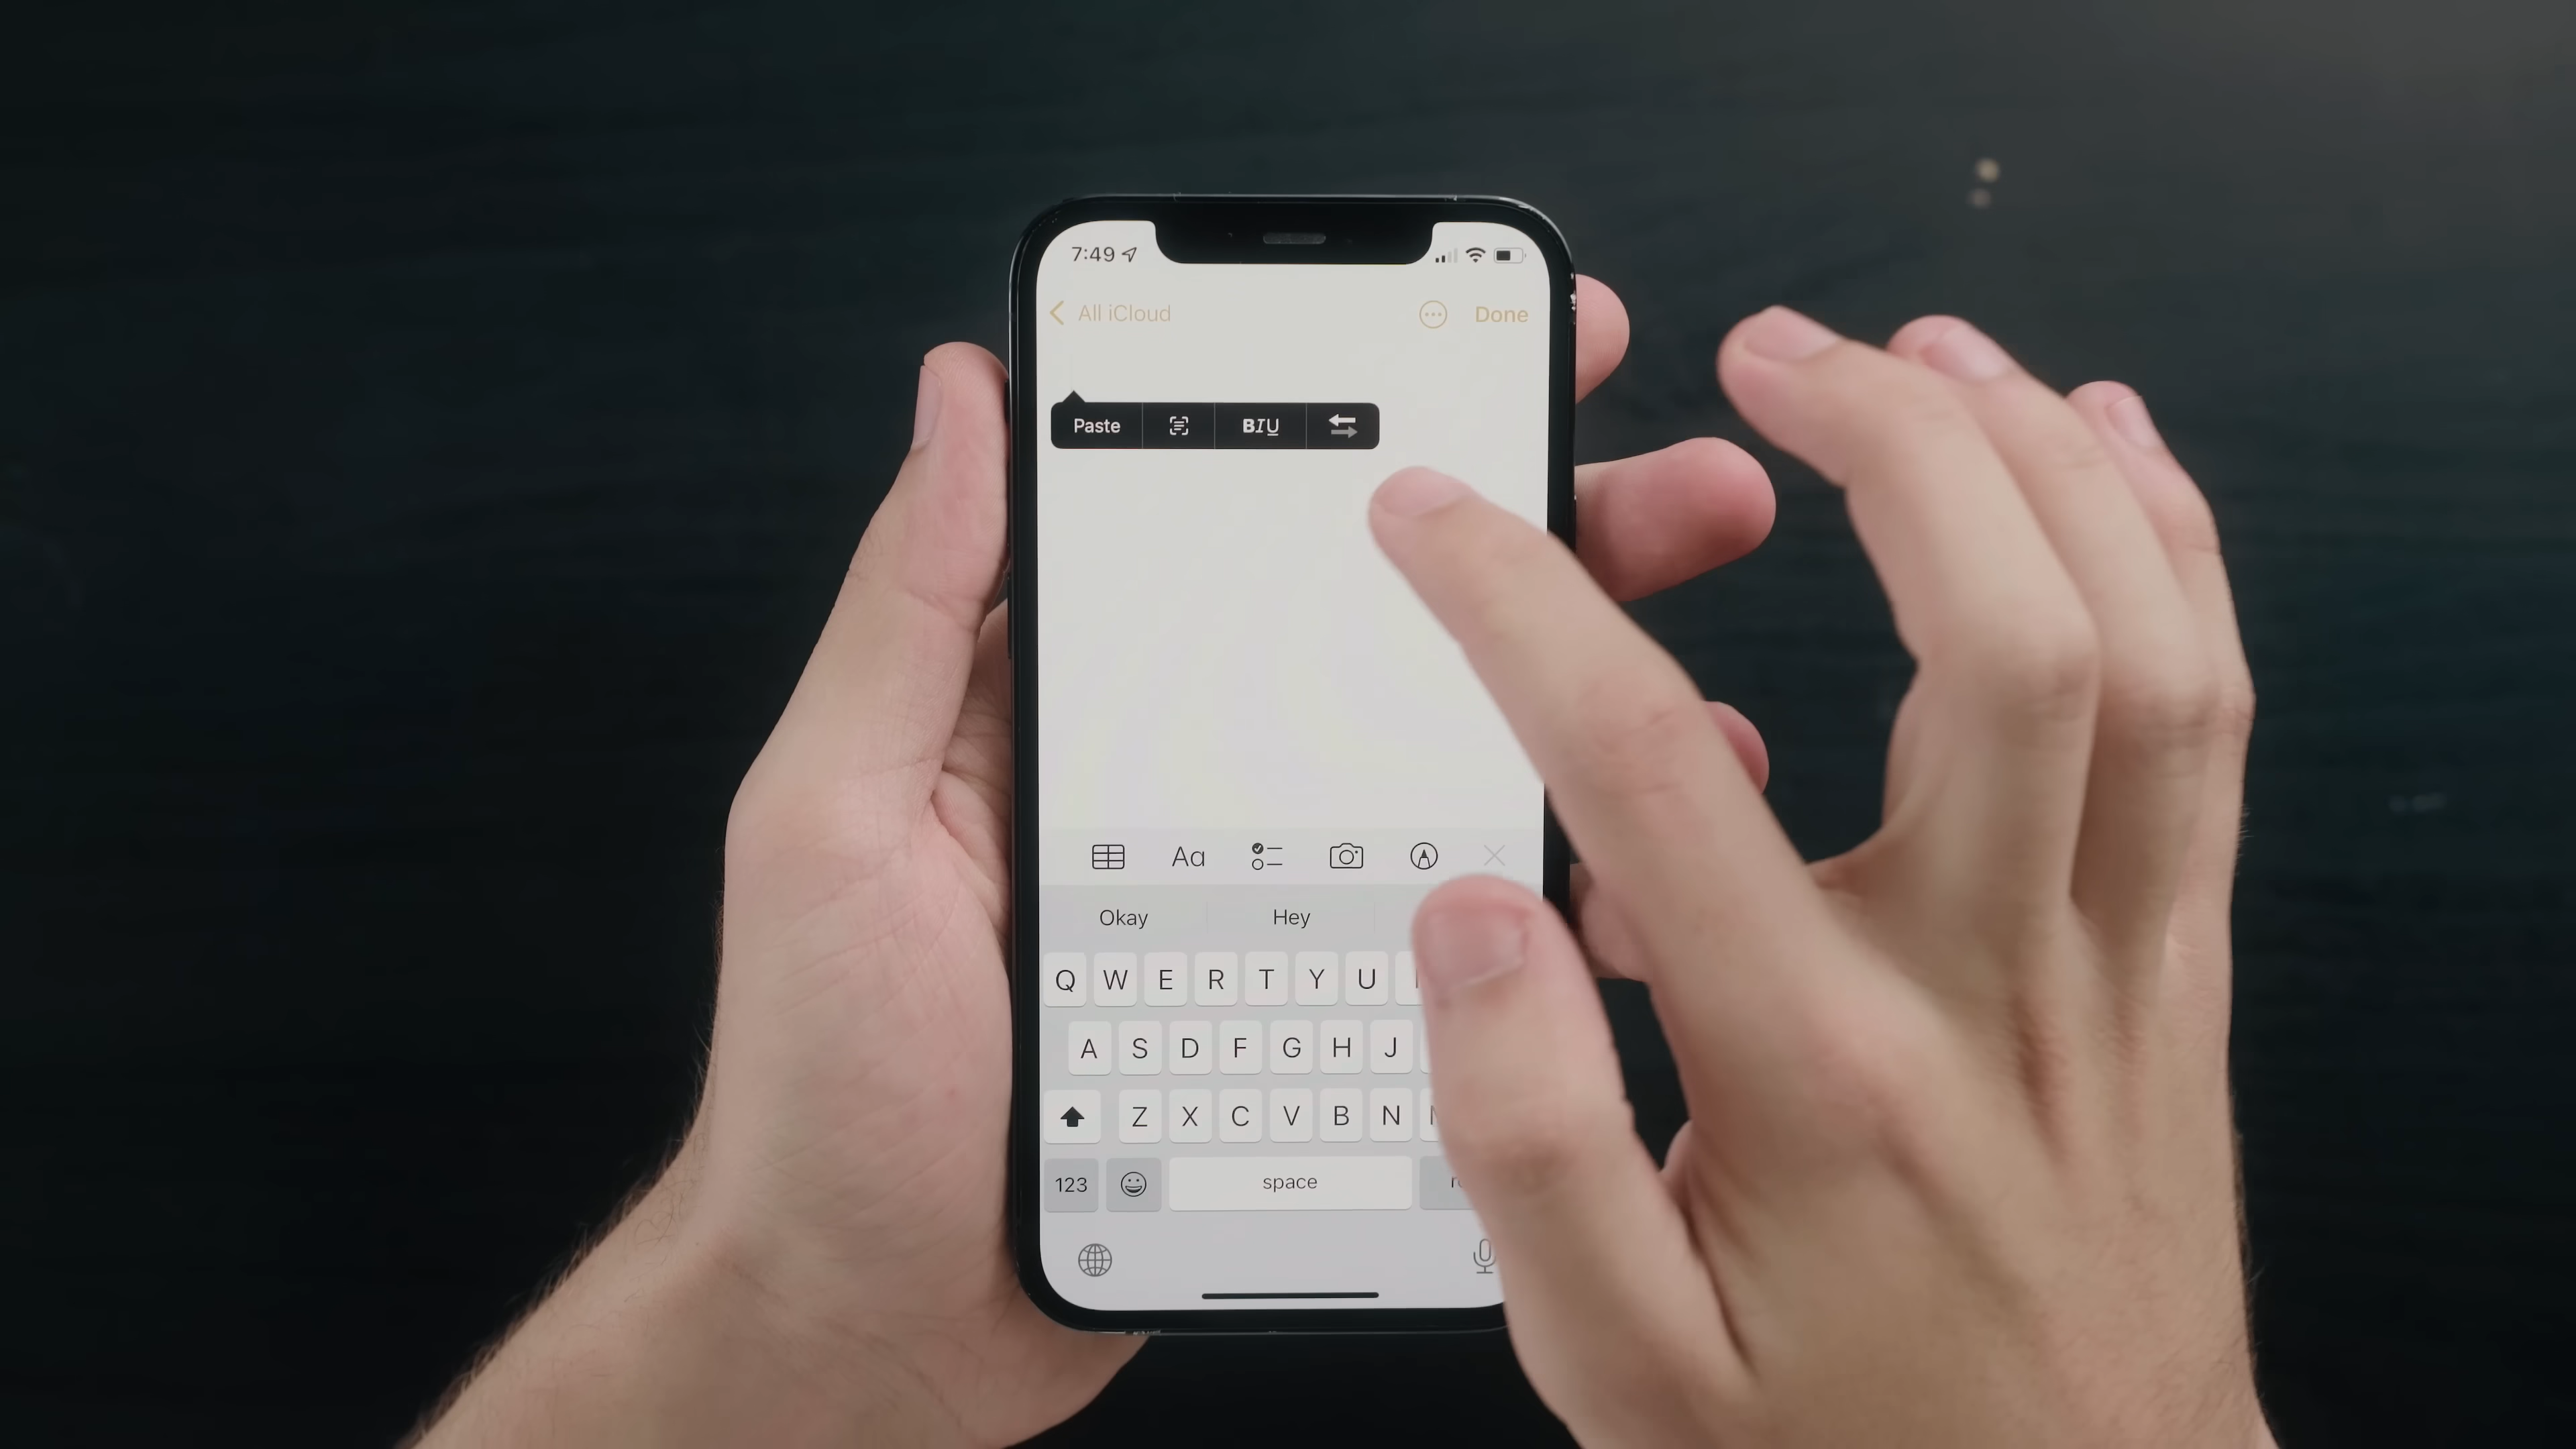 7:49
All iCloud
Done
Paste
BIU
Aa
Okay Hey
Q W E R T Y U
A S D F G H J
Z X C V B N
123 space